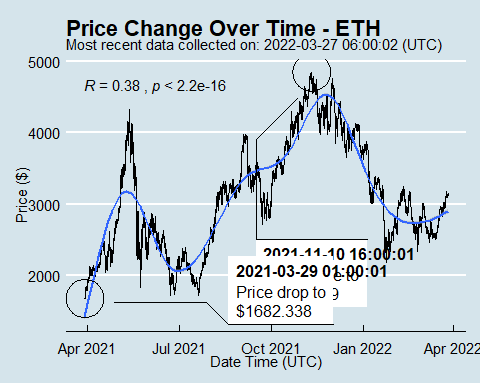 Price Change Over Time - ETH
Most recent data collected on: 2022-03-27 06:00:02 (UTC)
R = 0.38 , p < 2.2e-16
5000
4000
3000
2000
Price ($)
2021-11-10 16:00:01
e to
9
2021-03-29 01:00:01
Price drop to
$1682.338
Apr 2021
Jul 2021
Oct 2021
Jan 2022
Apr 2022
Date Time (UTC)